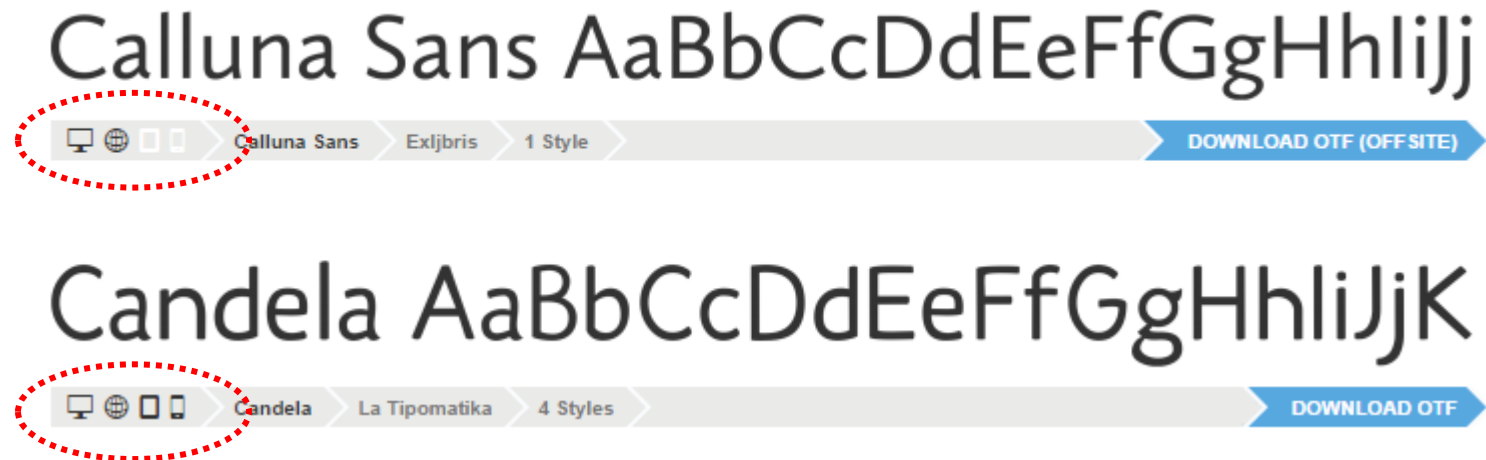 Calluna Sans AaBbCcDdEeFfGgHhIiJj
Calluna Sans Exljbris 1 Style DOWNLOAD OTF (OFFSITE)
Candela AaBbCcDdEeFfGgHhIiJjK
Candela La Tipomatika 4 Styles DOWNLOAD OTF